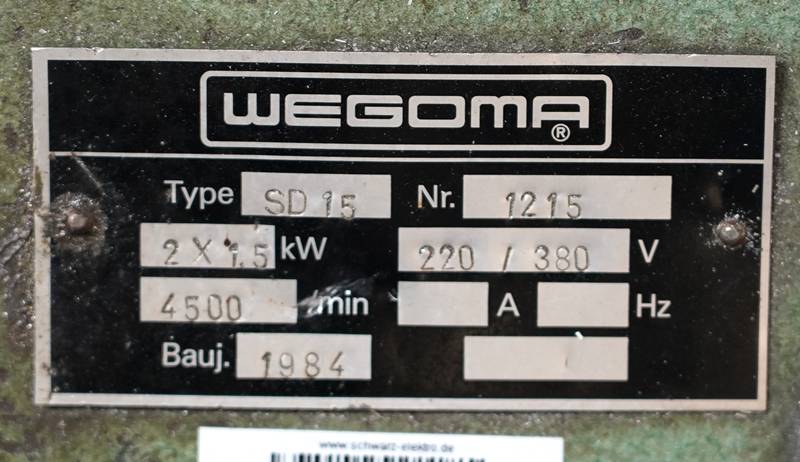 WEGOMA®
Type SD 15 Nr. 1215
2 X 1.5 kW 220 / 380 V
4500 /min A Hz
Bauj. 1984
www.schwarz-elektro.de